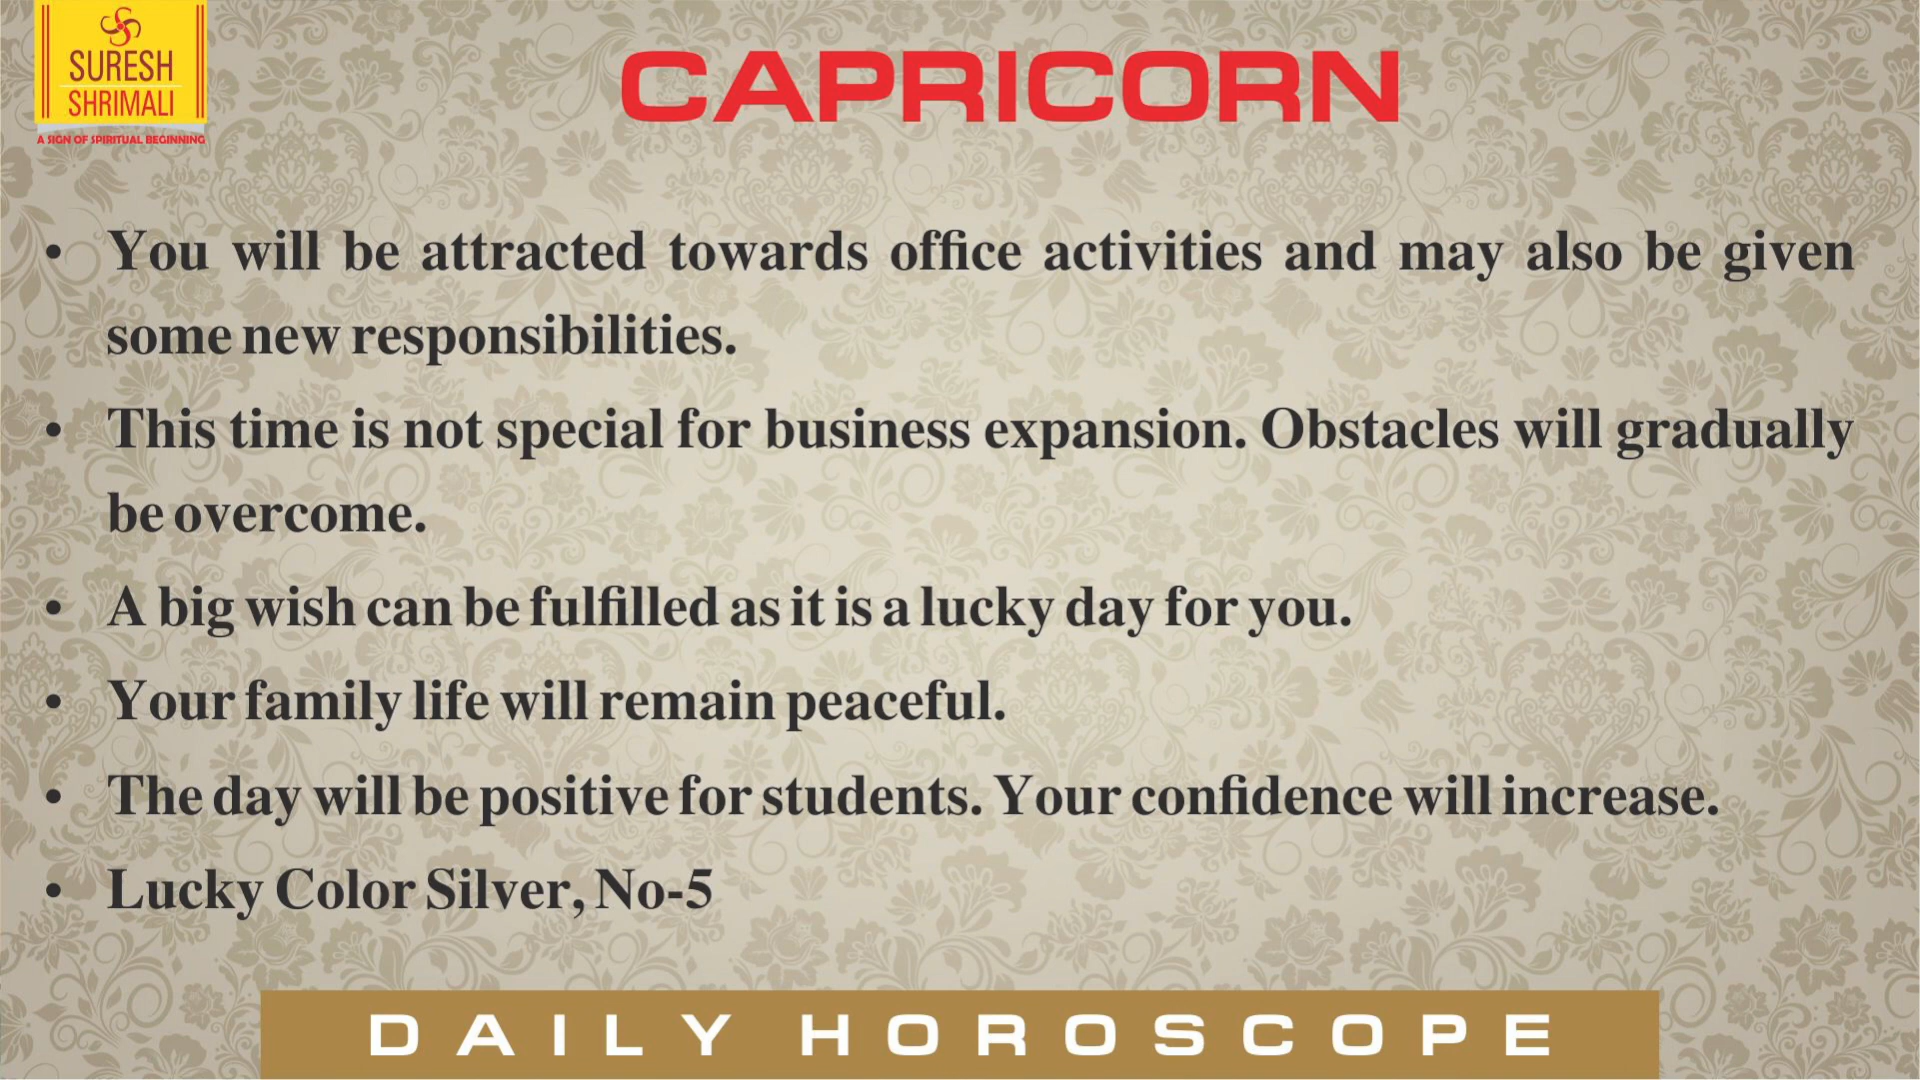 SURESH
SHRIMALI
A SIGN OF SPIRITUAL BEGINNING
CAPRICORN
• You will be attracted towards office activities and may also be given
some new responsibilities.
• This time is not special for business expansion. Obstacles will gradually
be overcome.
• A big wish can be fulfilled as it is a lucky day for you.
• Your family life will remain peaceful.
• The day will be positive for students. Your confidence will increase.
• Lucky Color Silver, No-5
DAILY HOROSCOPE